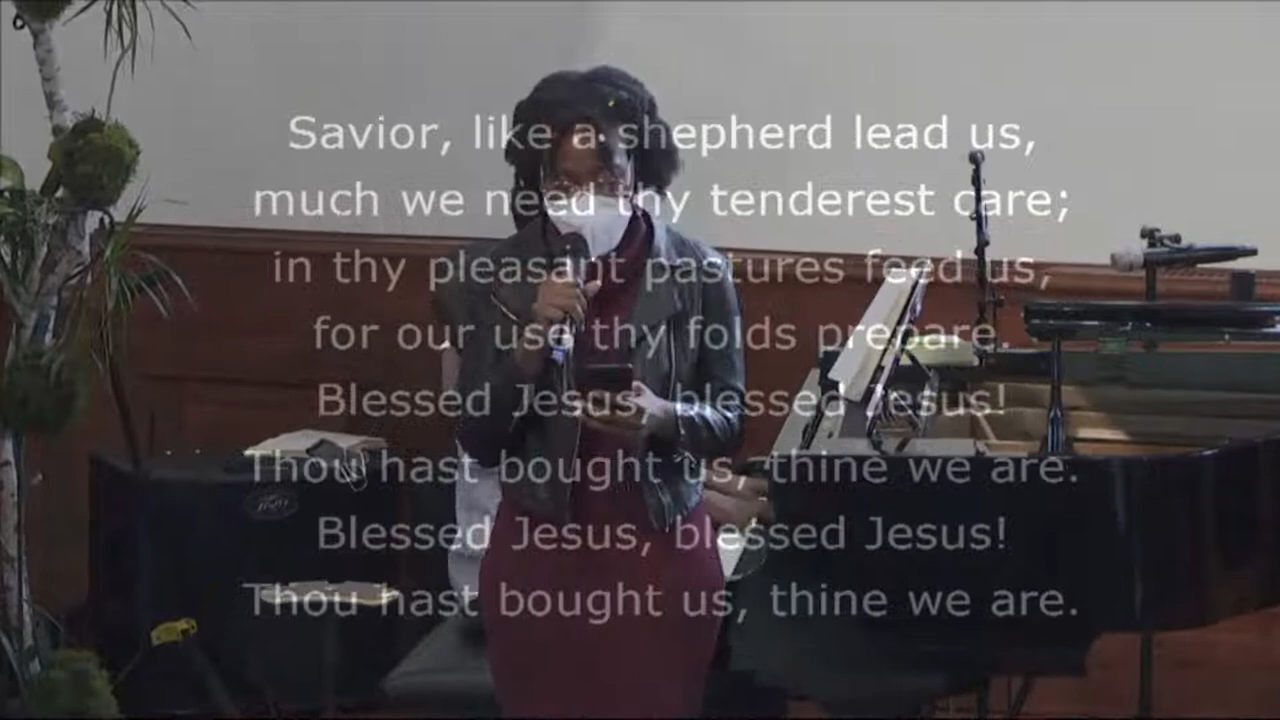 Savior, like a shepherd lead us,
much we need thy tenderest care;
in thy pleasant pastures feed us,
for our use thy folds prepare.
Blessed Jesus, blessed Jesus!
Thou hast bought us, thine we are.
Blessed Jesus, blessed Jesus!
Thou hast bought us, thine we are.